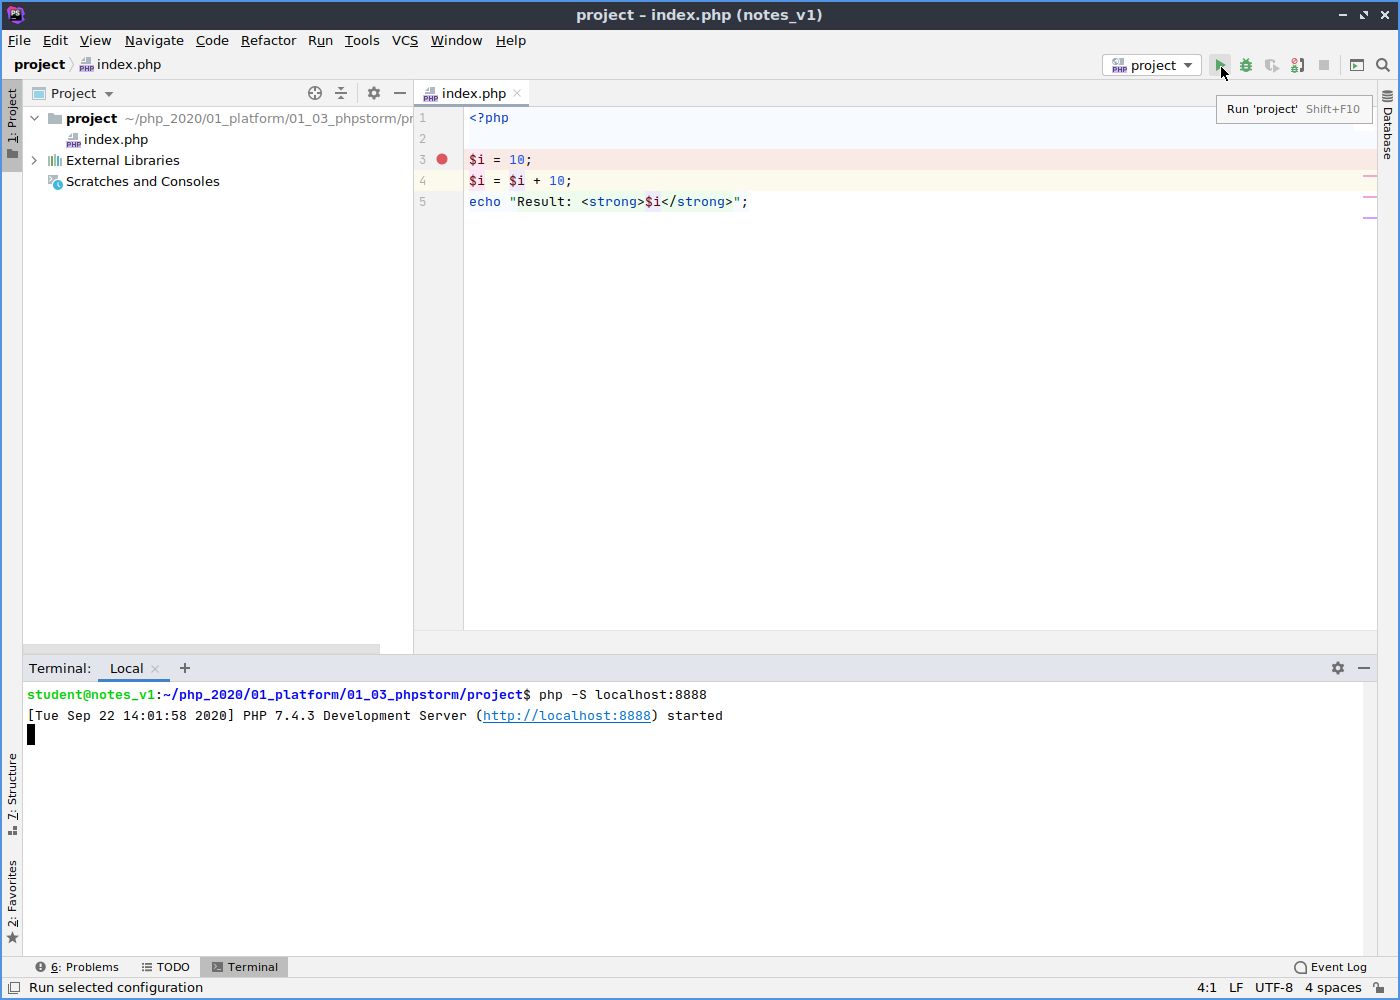 project – index.php (notes_v1)
File Edit View Navigate Code Refactor Run Tools VCS Window Help
project index.php
project
Run 'project' Shift+F10
1: Project
Project
project ~/php_2020/01_platform/01_03_phpstorm/pr
index.php
External Libraries
Scratches and Consoles
index.php
1 <?php
2
3 $i = 10;
4 $i = $i + 10;
5 echo "Result: <strong>$i</strong>";
Database
7: Structure
2: Favorites
Terminal: Local
student@notes_v1:~/php_2020/01_platform/01_03_phpstorm/project$ php -S localhost:8888
[Tue Sep 22 14:01:58 2020] PHP 7.4.3 Development Server (http://localhost:8888) started
6: Problems TODO Terminal Event Log
Run selected configuration 4:1 LF UTF-8 4 spaces